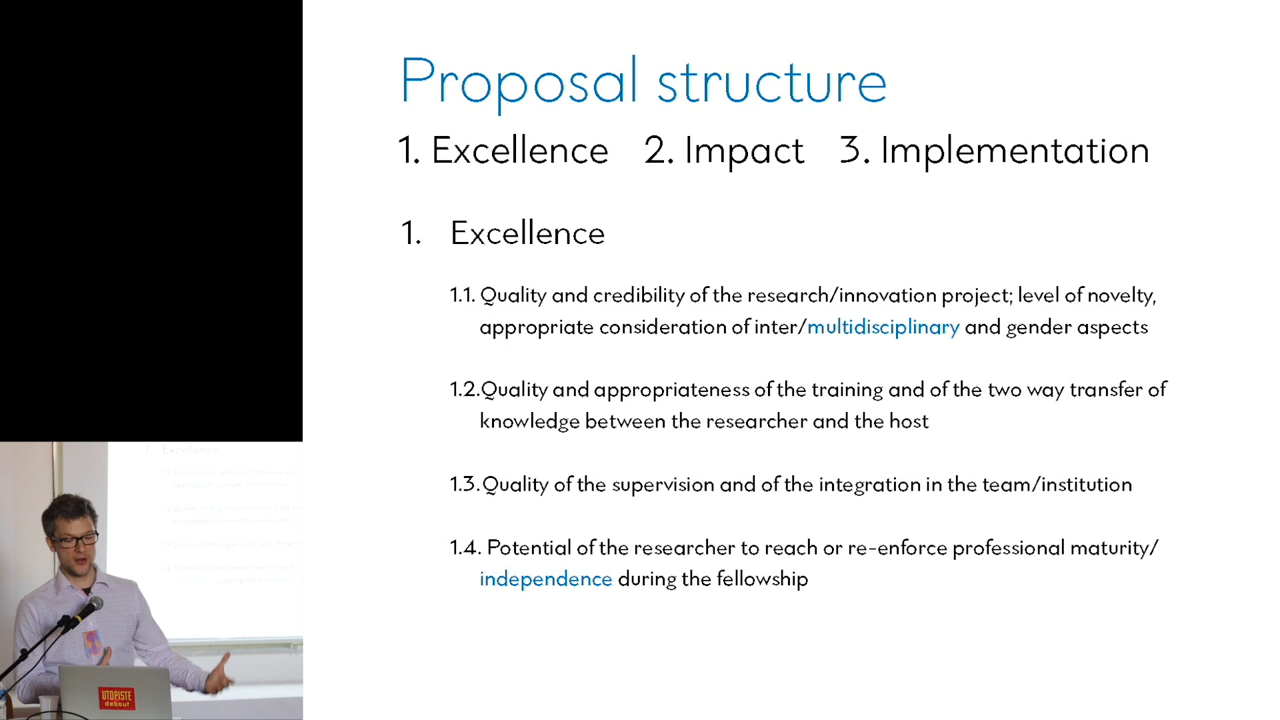 Proposal structure
1. Excellence 2. Impact 3. Implementation
1. Excellence
1.1. Quality and credibility of the research/innovation project; level of novelty,
appropriate consideration of inter/multidisciplinary and gender aspects
1.2.Quality and appropriateness of the training and of the two way transfer of
knowledge between the researcher and the host
1.3.Quality of the supervision and of the integration in the team/institution
1.4. Potential of the researcher to reach or re-enforce professional maturity/
independence during the fellowship
UTOPISTE
debout